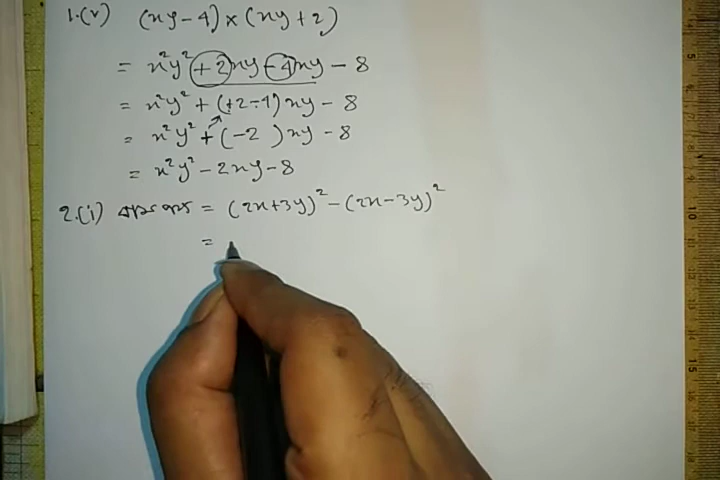 1.(v) (xy-4)×(xy+2)
= x²y² +2xy-4xy-8
= x²y² + (+2-4)xy-8
= x²y² + (-2 )xy-8
= x²y²-2xy-8
2.(i) = (2x+3y)²-(2x-3y)²
=